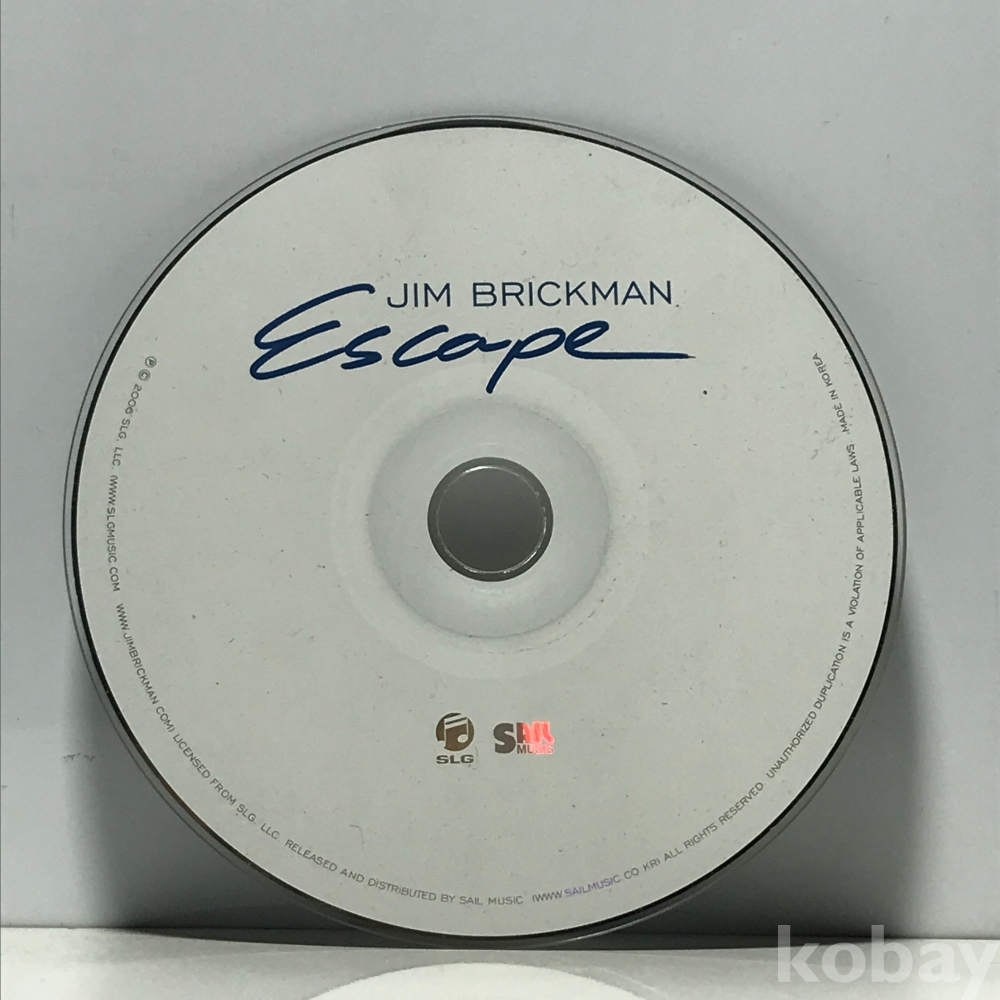 JIM BRICKMAN
Escape
℗ © 2006 SLG, LLC. (WWW.SLGMUSIC.COM WWW.JIMBRICKMAN.COM) LICENSED FROM SLG, LLC. RELEASED AND DISTRIBUTED BY SAIL MUSIC (WWW.SAILMUSIC.CO.KR) ALL RIGHTS RESERVED. UNAUTHORIZED DUPLICATION IS A VIOLATION OF APPLICABLE LAWS. MADE IN KOREA
SLG
SAIL
MUSIC
kobay